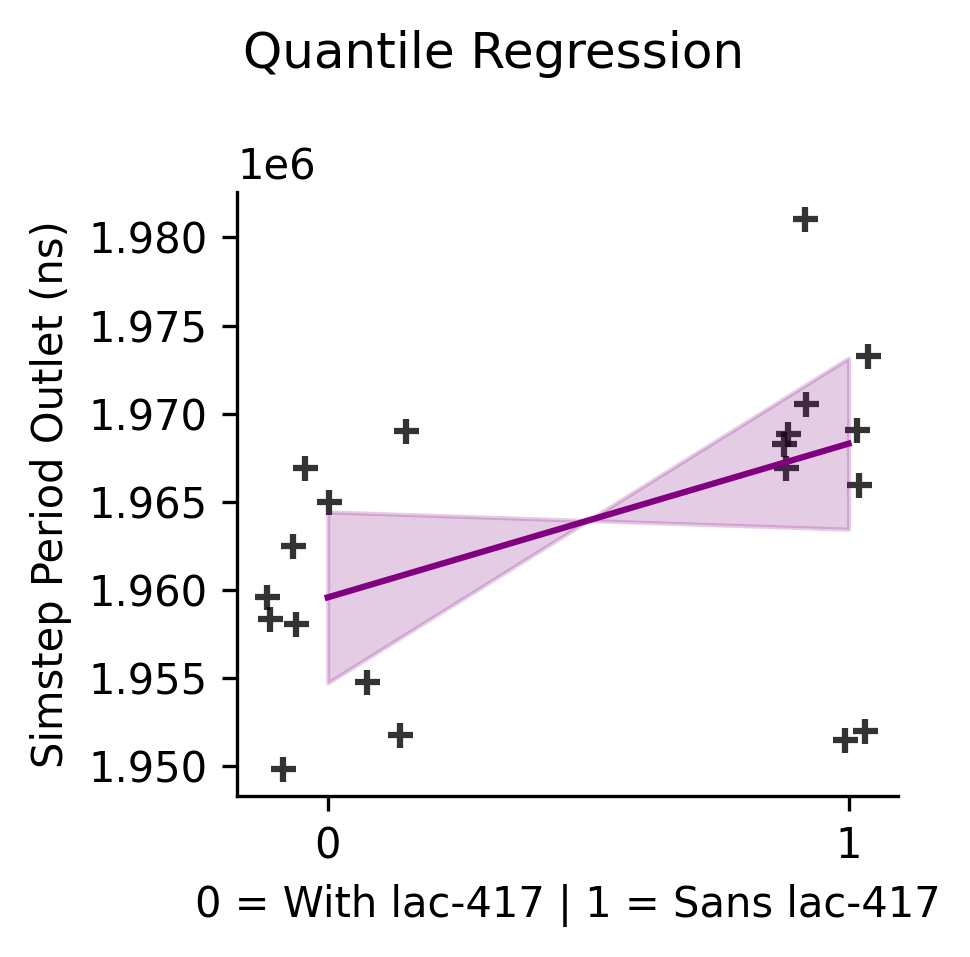 Quantile Regression
1e6
1.980
1.975
1.970
1.965
1.960
1.955
1.950
Simstep Period Outlet (ns)
0 1
0 = With lac-417 | 1 = Sans lac-417